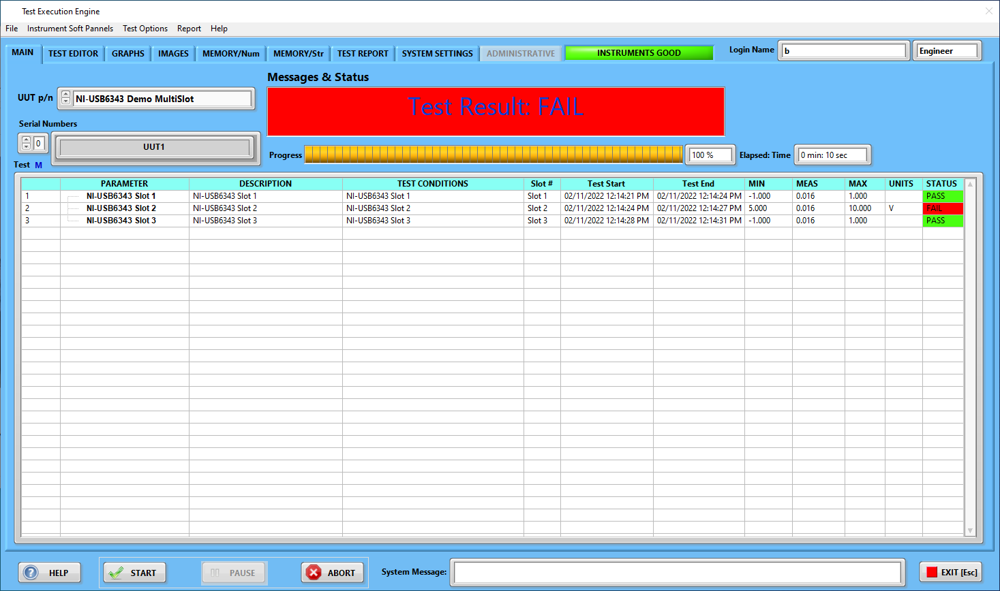 Test Execution Engine
File Instrument Soft Pannels Test Options Report Help
MAIN TEST EDITOR GRAPHS IMAGES MEMORY/Num MEMORY/Str TEST REPORT SYSTEM SETTINGS ADMINISTRATIVE INSTRUMENTS GOOD Login Name b Engineer
Messages & Status
UUT p/n NI-USB6343 Demo MultiSlot
Test Result: FAIL
Serial Numbers
0 UUT1
Progress 100 % Elapsed: Time 0 min: 10 sec
Test M
PARAMETER DESCRIPTION TEST CONDITIONS Slot # Test Start Test End MIN MEAS MAX UNITS STATUS
1 NI-USB6343 Slot 1 NI-USB6343 Slot 1 NI-USB6343 Slot 1 Slot 1 02/11/2022 12:14:21 PM 02/11/2022 12:14:24 PM -1.000 0.016 1.000 PASS
2 NI-USB6343 Slot 2 NI-USB6343 Slot 2 NI-USB6343 Slot 2 Slot 2 02/11/2022 12:14:24 PM 02/11/2022 12:14:27 PM 5.000 0.016 10.000 V FAIL
3 NI-USB6343 Slot 3 NI-USB6343 Slot 3 NI-USB6343 Slot 3 Slot 3 02/11/2022 12:14:28 PM 02/11/2022 12:14:31 PM -1.000 0.016 1.000 PASS
HELP START PAUSE ABORT System Message: EXIT [Esc]